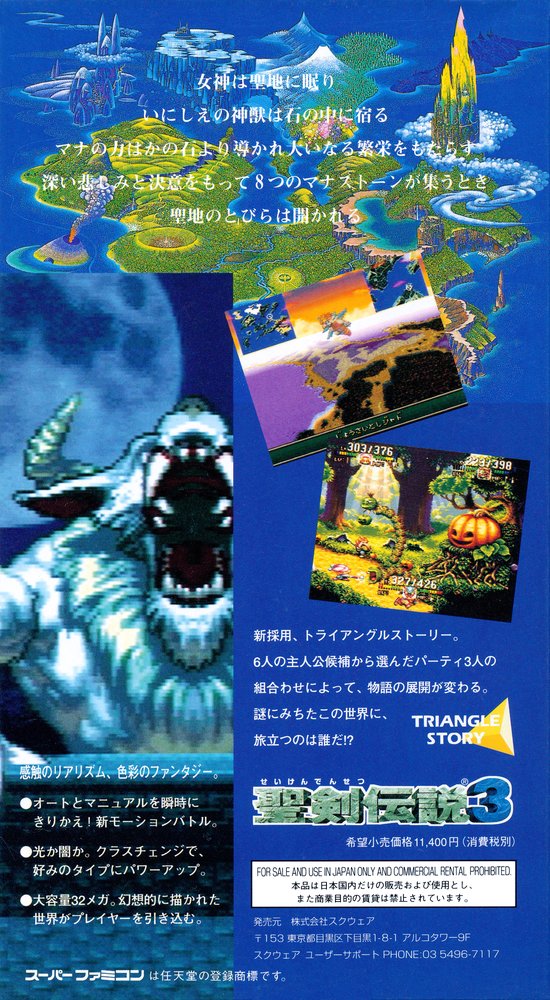 女神は聖地に眠り
いにしえの神獣は石の中に宿る
マナの力はかの石より導かれ大いなる繁栄をもたらす
深い悲しみと決意をもって8つのマナストーンが集うとき
聖地のとびらは開かれる
303/376
223/398
327/426
新採用、トライアングルストーリー。
6人の主人公候補から選んだパーティ3人の
組合わせによって、物語の展開が変わる。
謎にみちたこの世界に、
旅立つのは誰だ!?
TRIANGLE
STORY
感触のリアリズム、色彩のファンタジー。
●オートとマニュアルを瞬時に
きりかえ！新モーションバトル。
●光か闇か。クラスチェンジで、
好みのタイプにパワーアップ。
●大容量32メガ。幻想的に描かれた
世界がプレイヤーを引き込む。
せいけんでんせつ
聖剣伝説3
®
希望小売価格11,400円（消費税別）
FOR SALE AND USE IN JAPAN ONLY AND COMMERCIAL RENTAL PROHIBITED.
本品は日本国内だけの販売および使用とし、
また商業目的の賃貸は禁止されています。
発売元 株式会社スクウェア
〒153 東京都目黒区下目黒1-8-1 アルコタワー9F
スクウェア ユーザーサポート PHONE:03 5496-7117
スーパーファミコンは任天堂の登録商標です。